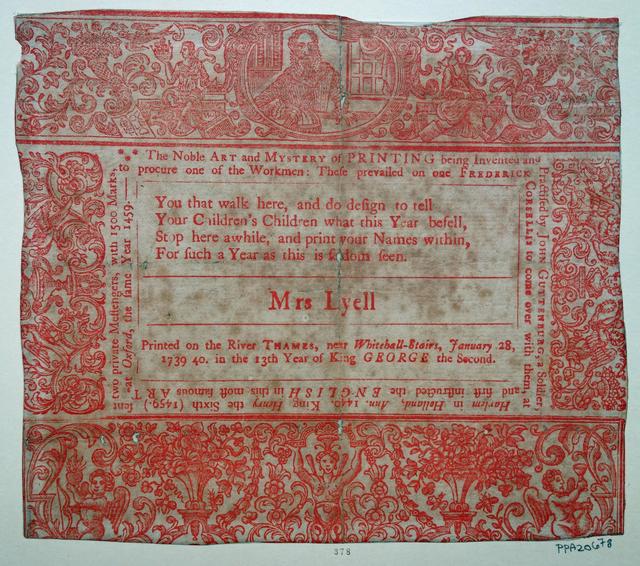 The Noble ART and MYSTERY of PRINTING being Invented and
Practic'd by JOHN GUTTENBERG, a Soldier, at
Harlem in Holland, Ann. 1459. King Henry the Sixth (1459.) sent
two private Messengers, with 1500 Marks, to
procure one of the Workmen: These prevailed on one FREDERICK
CORSELLIS to come over with them,
and first instructed the ENGLISH in this most famous ART
at Oxford, the same Year 1459.
You that walk here, and do design to tell
Your Children's Children what this Year befell,
Stop here awhile, and print your Names within,
For such a Year as this is seldom seen.
Mrs Lyell
Printed on the River THAMES, near Whitehall-Stairs, January 28,
1739 40. in the 13th Year of King GEORGE the Second.
378
PPA20678